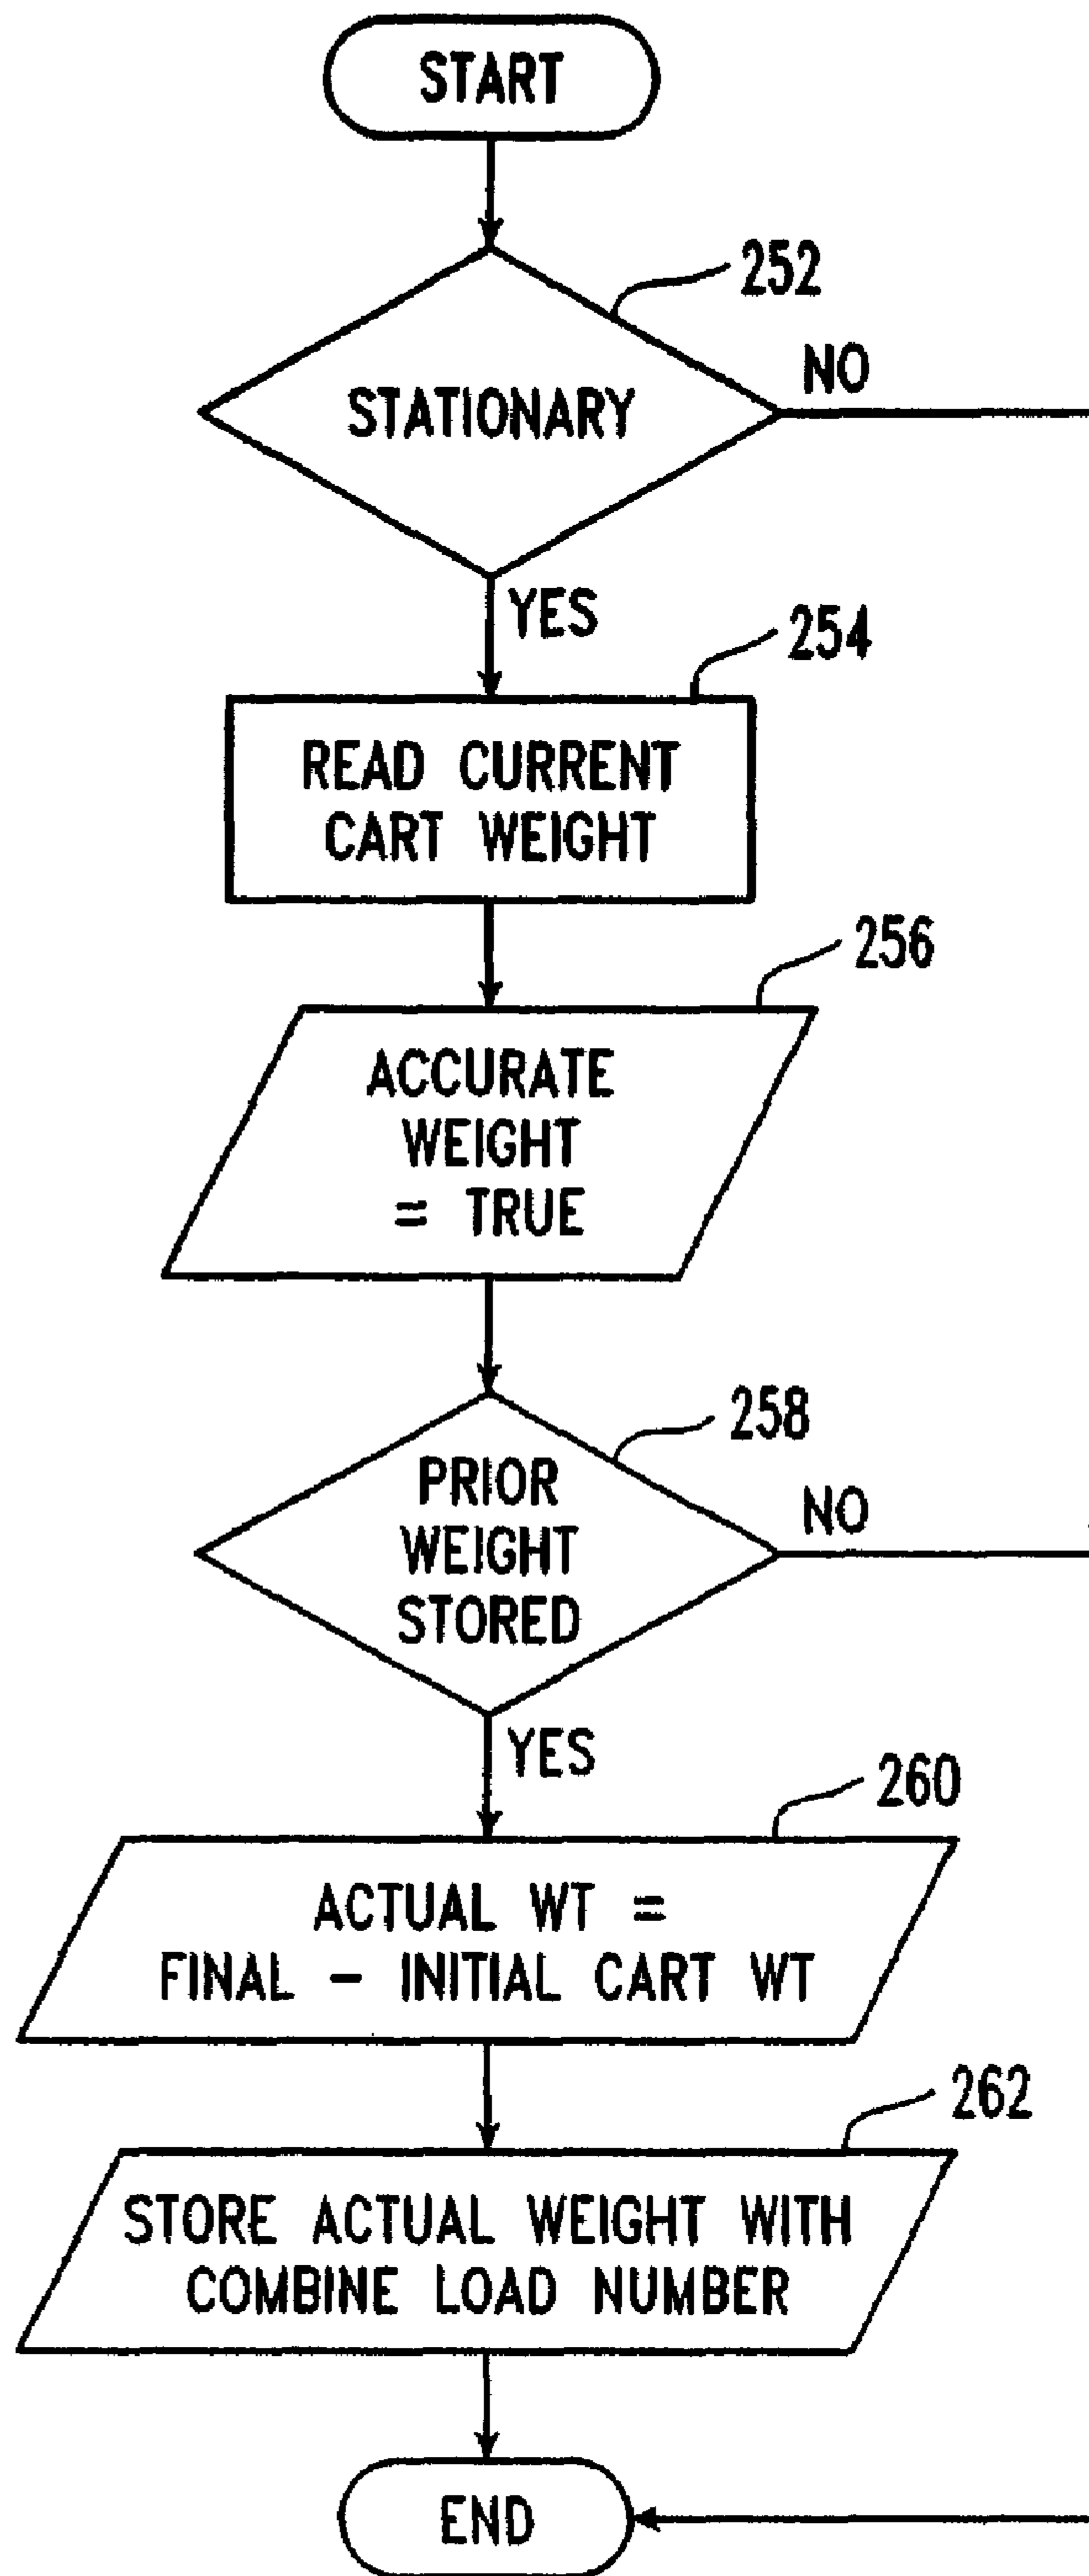 START
252
STATIONARY
NO
YES
254
READ CURRENT
CART WEIGHT
256
ACCURATE
WEIGHT
= TRUE
258
PRIOR
WEIGHT
STORED
NO
YES
260
ACTUAL WT =
FINAL - INITIAL CART WT
262
STORE ACTUAL WEIGHT WITH
COMBINE LOAD NUMBER
END